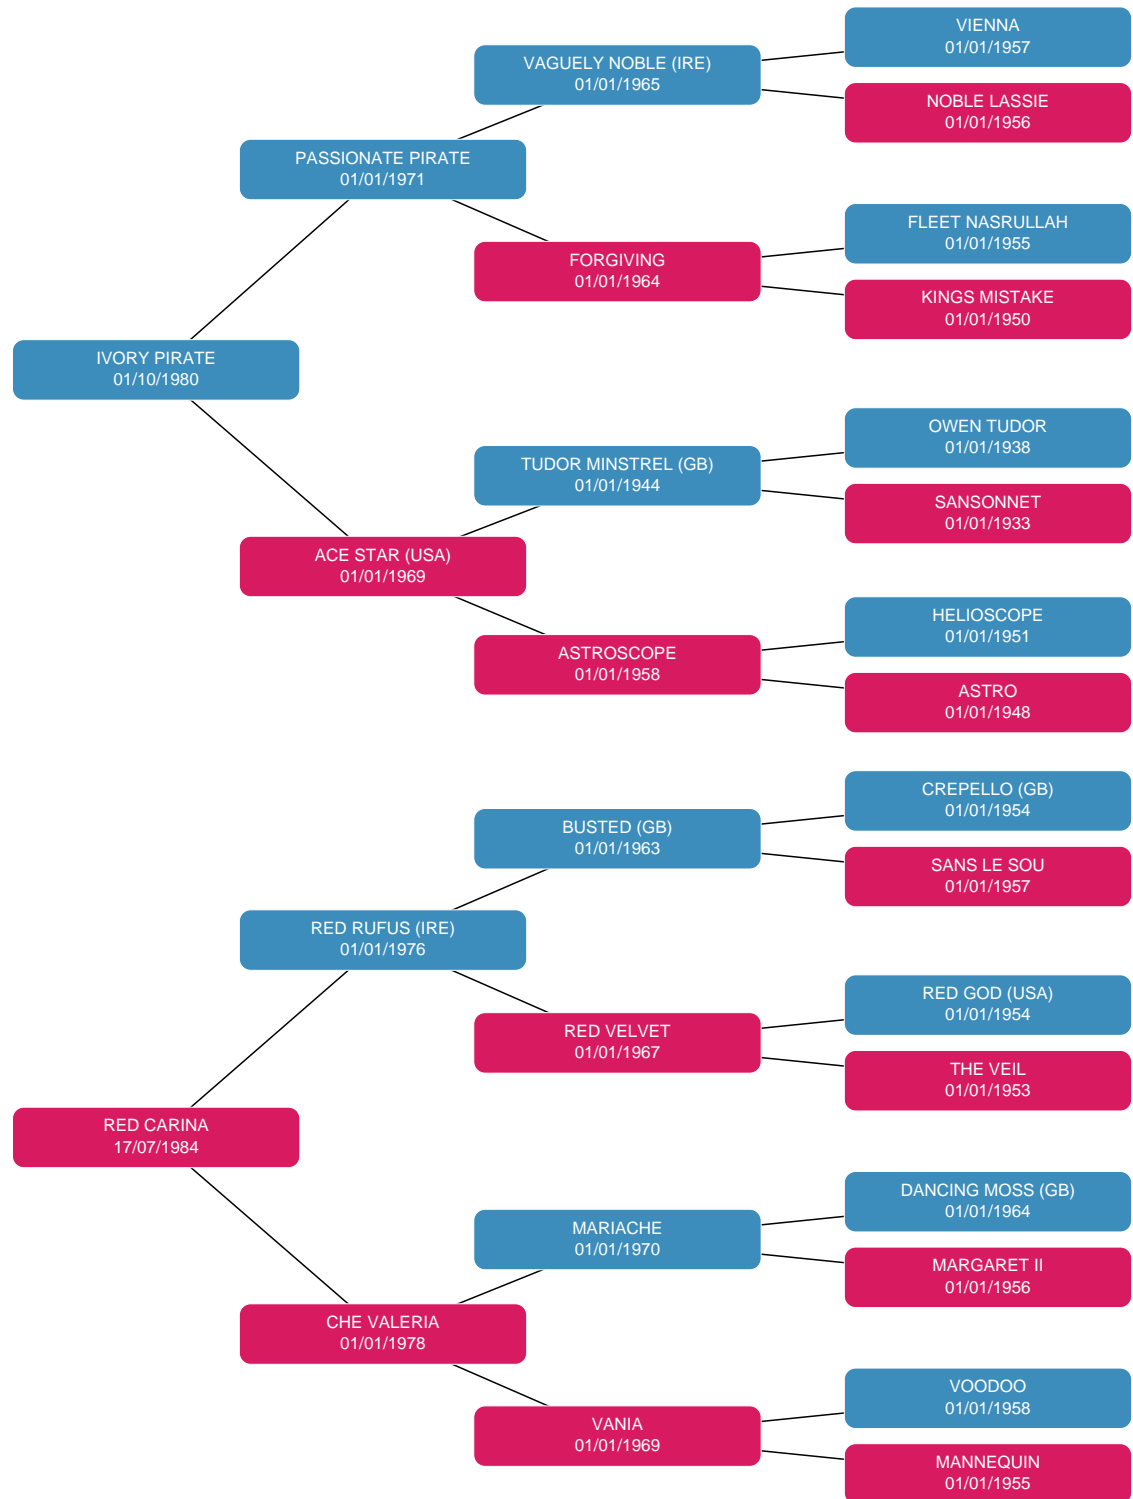 VIENNA
01/01/1957
VAGUELY NOBLE (IRE)
01/01/1965
NOBLE LASSIE
01/01/1956
PASSIONATE PIRATE
01/01/1971
FLEET NASRULLAH
01/01/1955
FORGIVING
01/01/1964
KINGS MISTAKE
01/01/1950
IVORY PIRATE
01/10/1980
OWEN TUDOR
01/01/1938
TUDOR MINSTREL (GB)
01/01/1944
SANSONNET
01/01/1933
ACE STAR (USA)
01/01/1969
HELIOSCOPE
01/01/1951
ASTROSCOPE
01/01/1958
ASTRO
01/01/1948
CREPELLO (GB)
01/01/1954
BUSTED (GB)
01/01/1963
SANS LE SOU
01/01/1957
RED RUFUS (IRE)
01/01/1976
RED GOD (USA)
01/01/1954
RED VELVET
01/01/1967
THE VEIL
01/01/1953
RED CARINA
17/07/1984
DANCING MOSS (GB)
01/01/1964
MARIACHE
01/01/1970
MARGARET II
01/01/1956
CHE VALERIA
01/01/1978
VOODOO
01/01/1958
VANIA
01/01/1969
MANNEQUIN
01/01/1955